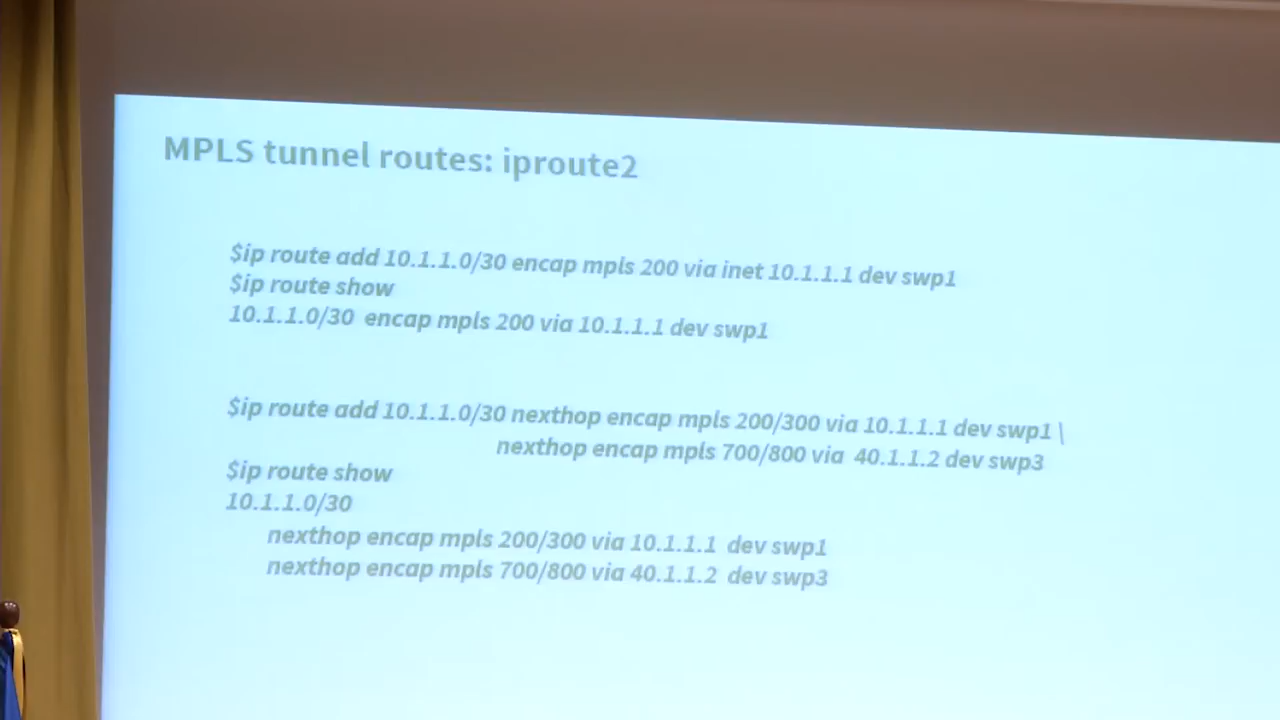 MPLS tunnel routes: iproute2
$ip route add 10.1.1.0/30 encap mpls 200 via inet 10.1.1.1 dev swp1
$ip route show
10.1.1.0/30 encap mpls 200 via 10.1.1.1 dev swp1
$ip route add 10.1.1.0/30 nexthop encap mpls 200/300 via 10.1.1.1 dev swp1 \
nexthop encap mpls 700/800 via 40.1.1.2 dev swp3
$ip route show
10.1.1.0/30
nexthop encap mpls 200/300 via 10.1.1.1 dev swp1
nexthop encap mpls 700/800 via 40.1.1.2 dev swp3